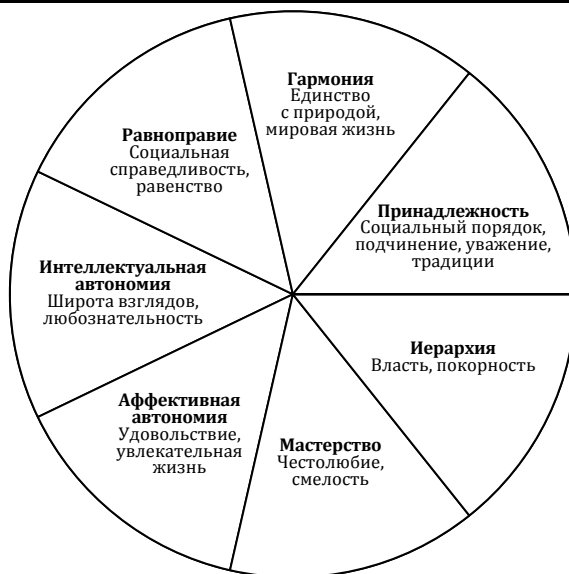 Гармония
Единство
с природой,
мировая жизнь
Равноправие
Социальная
справедливость,
равенство
Принадлежность
Социальный порядок,
подчинение, уважение,
традиции
Интеллектуальная
автономия
Широта взглядов,
любознательность
Иерархия
Власть, покорность
Аффективная
автономия
Удовольствие,
увлекательная
жизнь
Мастерство
Честолюбие,
смелость